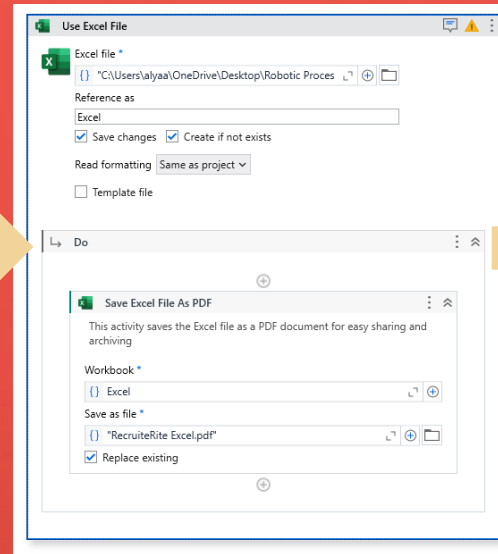 Use Excel File
Excel file *
{} "C:\Users\alyaa\OneDrive\Desktop\Robotic Proces
Reference as
Excel
Save changes Create if not exists
Read formatting Same as project
Template file
Do
Save Excel File As PDF
This activity saves the Excel file as a PDF document for easy sharing and
archiving
Workbook *
{} Excel
Save as file *
{} "RecruiteRite Excel.pdf"
Replace existing